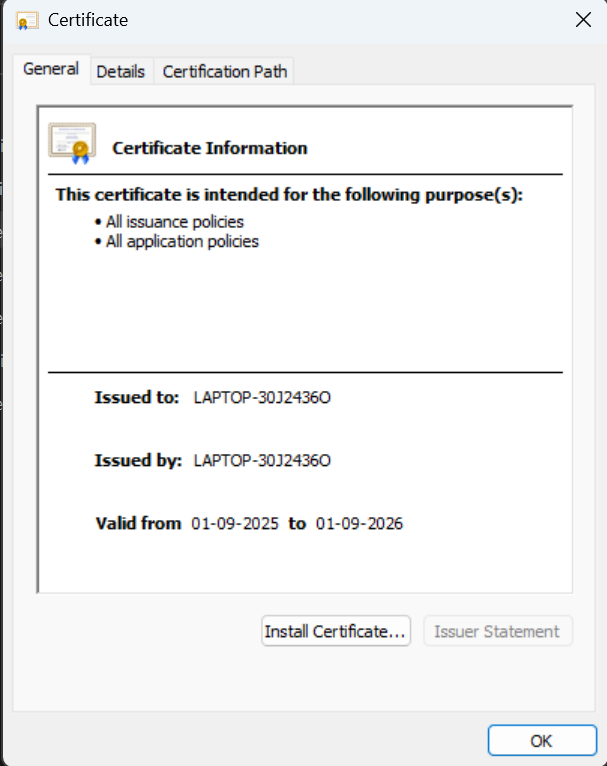 Certificate
General
Details
Certification Path
Certificate Information
This certificate is intended for the following purpose(s):
• All issuance policies
• All application policies
Issued to: LAPTOP-30J2436O
Issued by: LAPTOP-30J2436O
Valid from 01-09-2025 to 01-09-2026
Install Certificate...
Issuer Statement
OK